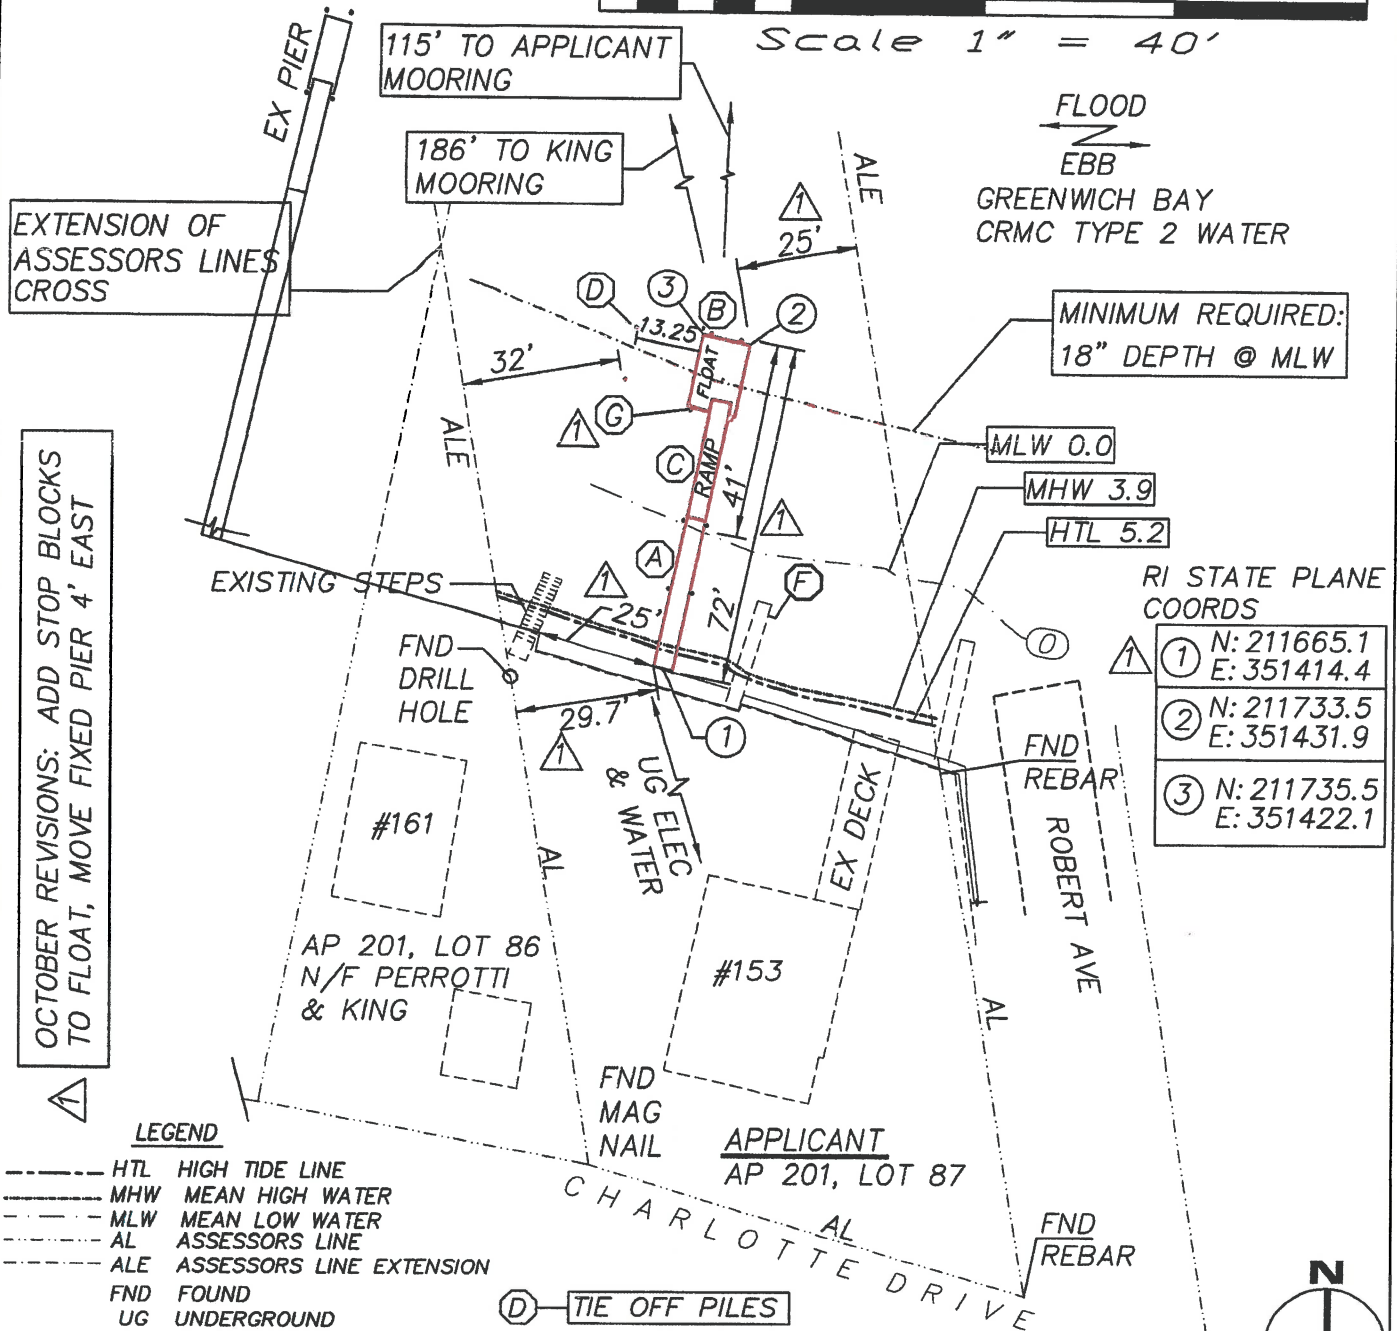 Scale 1" = 40'
EX PIER
115' TO APPLICANT
MOORING
186' TO KING
MOORING
FLOOD
EBB
GREENWICH BAY
CRMC TYPE 2 WATER
ALE
1
25'
EXTENSION OF
ASSESSORS LINES
CROSS
D
3
B
2
13.25'
MINIMUM REQUIRED:
18" DEPTH @ MLW
32'
FLOAT
G
1
ALE
C
RAMP
41'
MLW 0.0
MHW 3.9
HTL 5.2
1
A
72'
F
EXISTING STEPS
1
25'
FND
DRILL
HOLE
29.7'
1
1
O
RI STATE PLANE
COORDS
1
1 N: 211665.1
E: 351414.4
2 N: 211733.5
E: 351431.9
3 N: 211735.5
E: 351422.1
OCTOBER REVISIONS: ADD STOP BLOCKS
TO FLOAT, MOVE FIXED PIER 4' EAST
1
UG ELEC
& WATER
FND
REBAR
EX DECK
ROBERT AVE
#161
AL
AP 201, LOT 86
N/F PERROTTI
& KING
#153
AL
FND
MAG
NAIL
APPLICANT
AP 201, LOT 87
CHARLOTTE DRIVE
AL
FND
REBAR
LEGEND
HTL HIGH TIDE LINE
MHW MEAN HIGH WATER
MLW MEAN LOW WATER
AL ASSESSORS LINE
ALE ASSESSORS LINE EXTENSION
FND FOUND
UG UNDERGROUND
D TIE OFF PILES
N